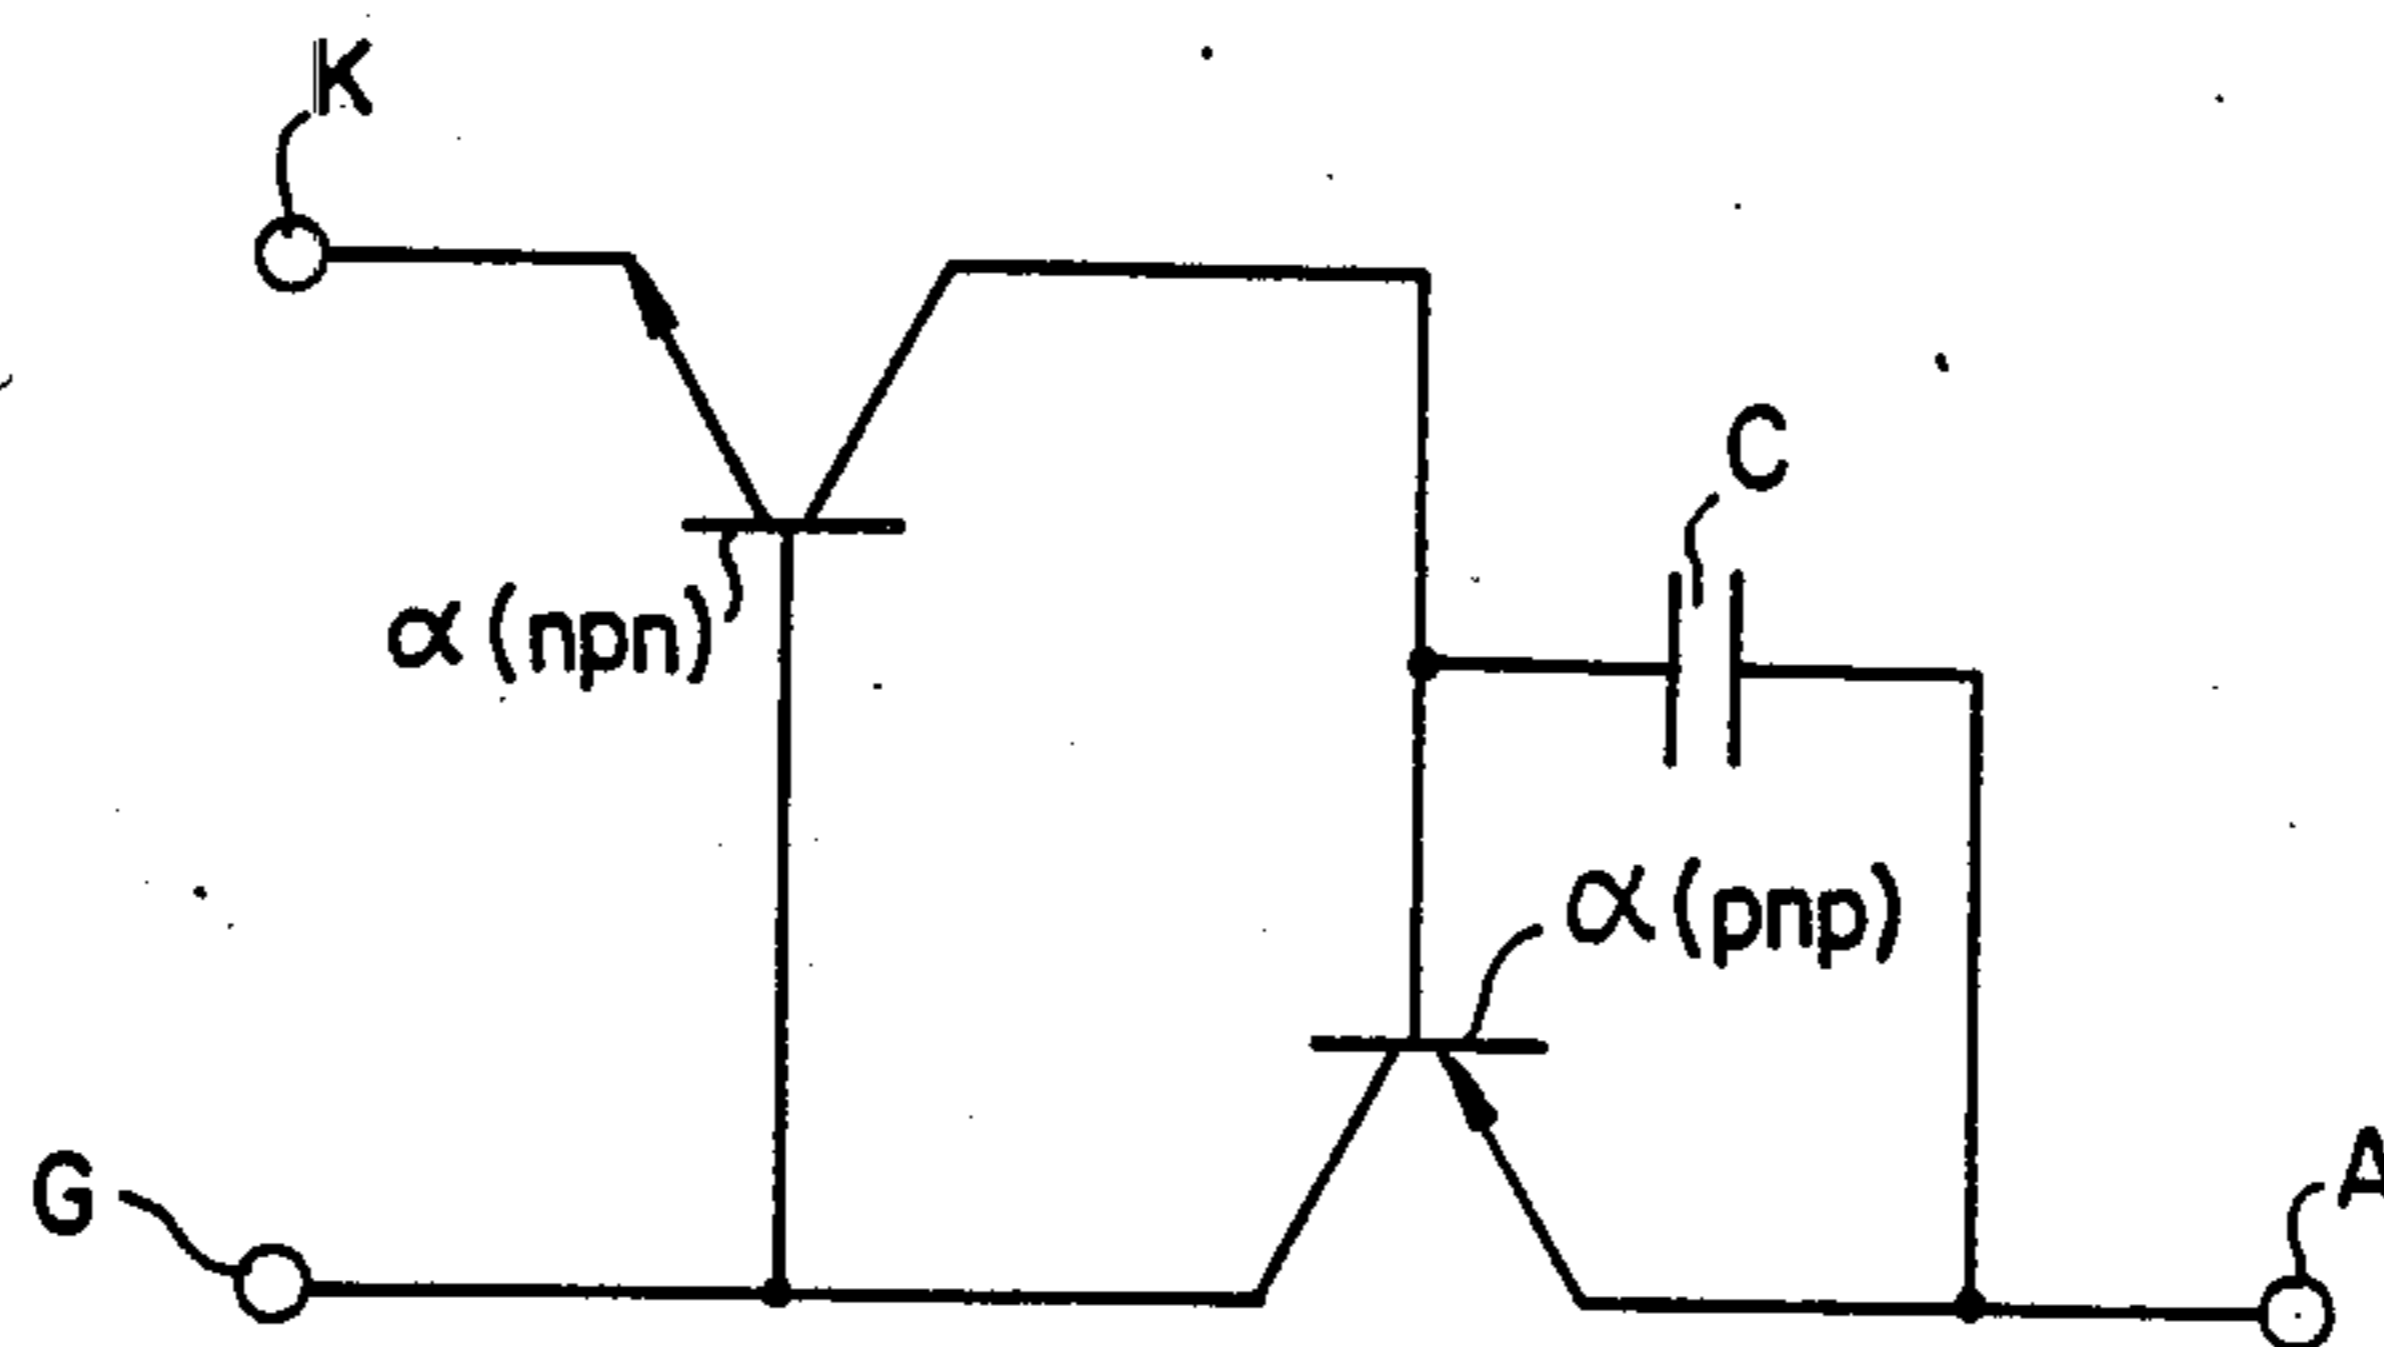 K
C
α (npn)
α (pnp)
G
A